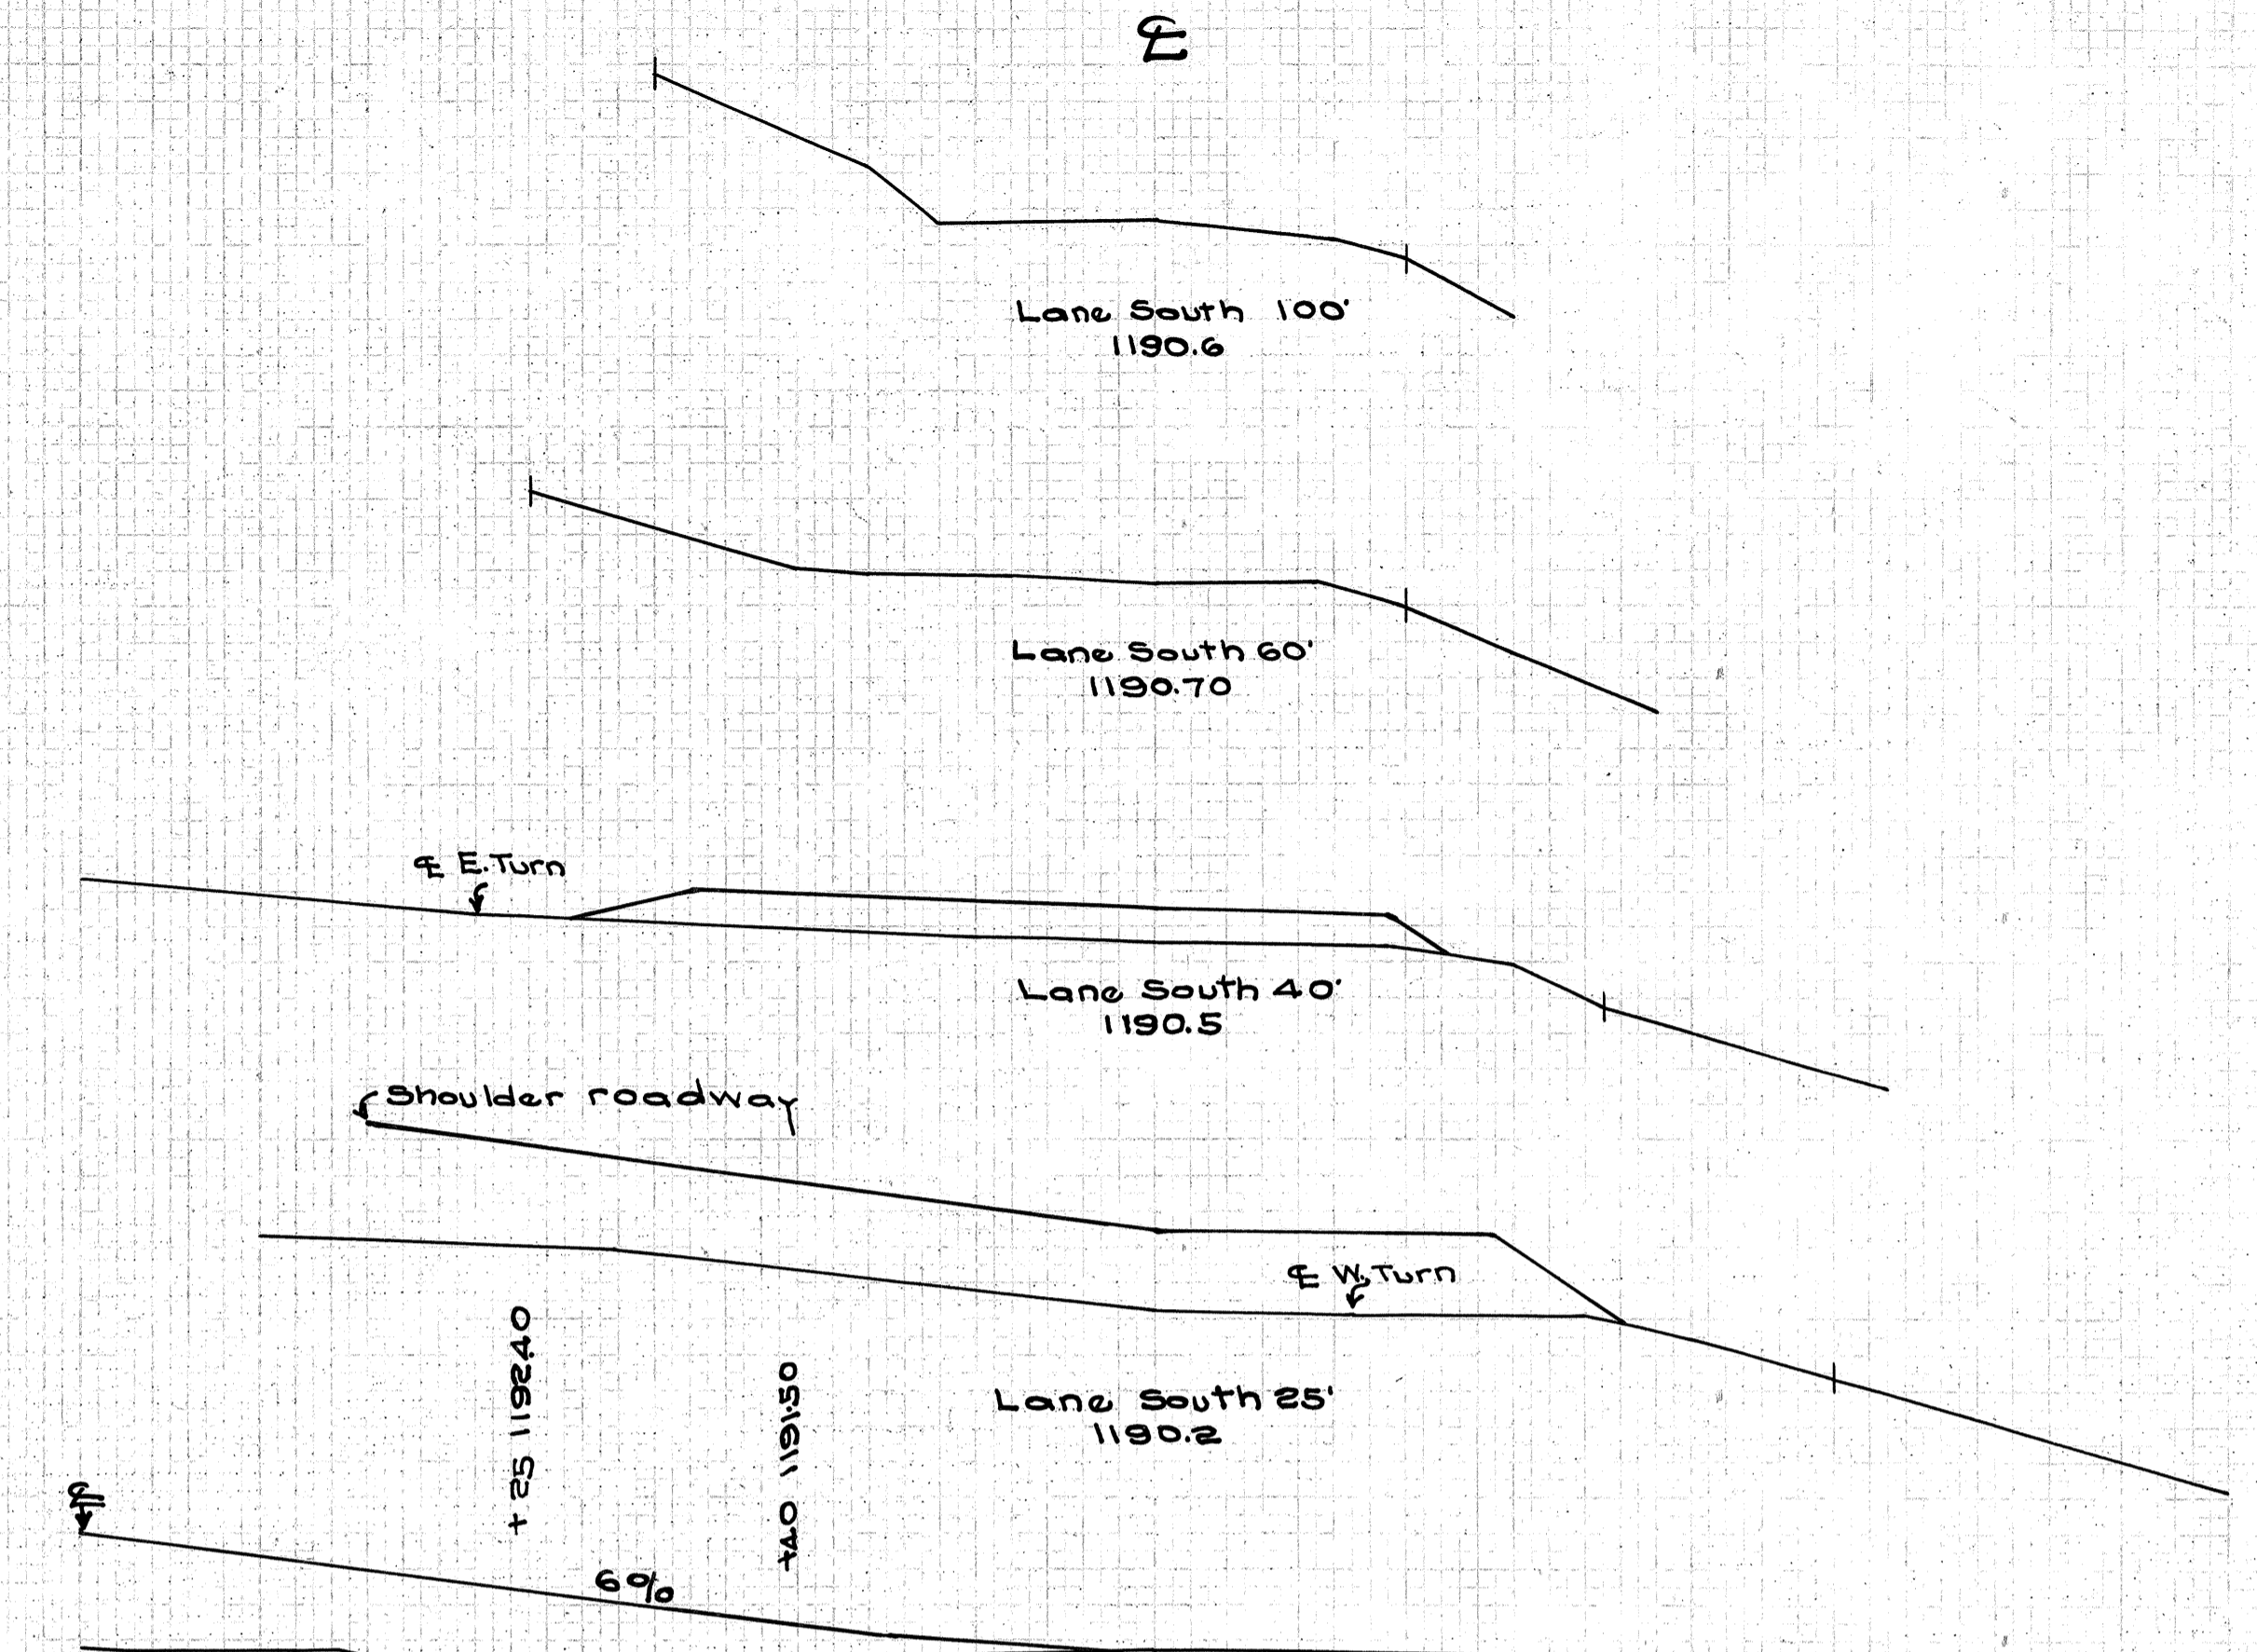 ℄
Lane South 100'
1190.6
Lane South 60'
1190.70
℄ E. Turn
Lane South 40'
1190.5
Shoulder roadway
℄ W. Turn
+25 1192.40
+40 1191.50
Lane South 25'
1190.2
℄
6%